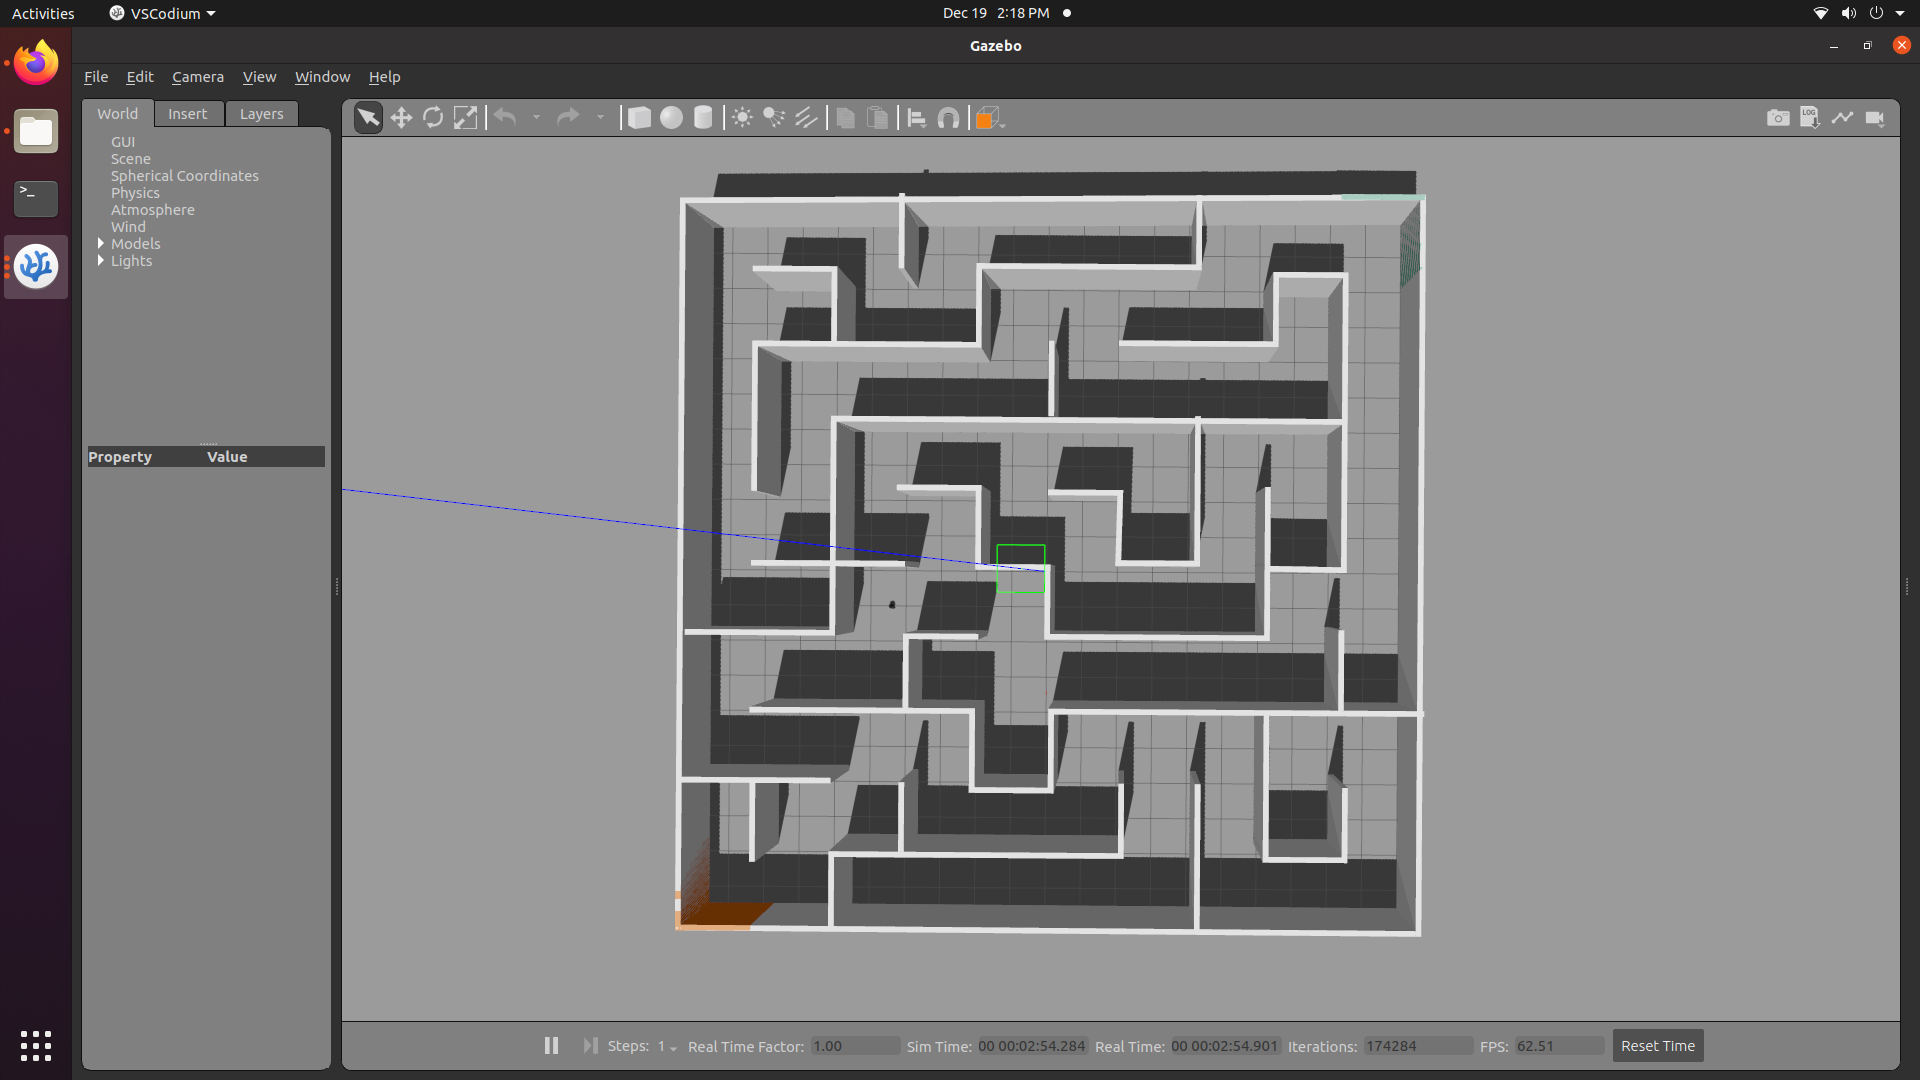 Activities VSCodium Dec 19 2:18 PM
Gazebo
File Edit Camera View Window Help
World Insert Layers
LOG
GUI
Scene
Spherical Coordinates
Physics
Atmosphere
Wind
Models
Lights
Property Value
>_
Steps: 1 Real Time Factor: 1.00 Sim Time: 00 00:02:54.284 Real Time: 00 00:02:54.901 Iterations: 174284 FPS: 62.51 Reset Time